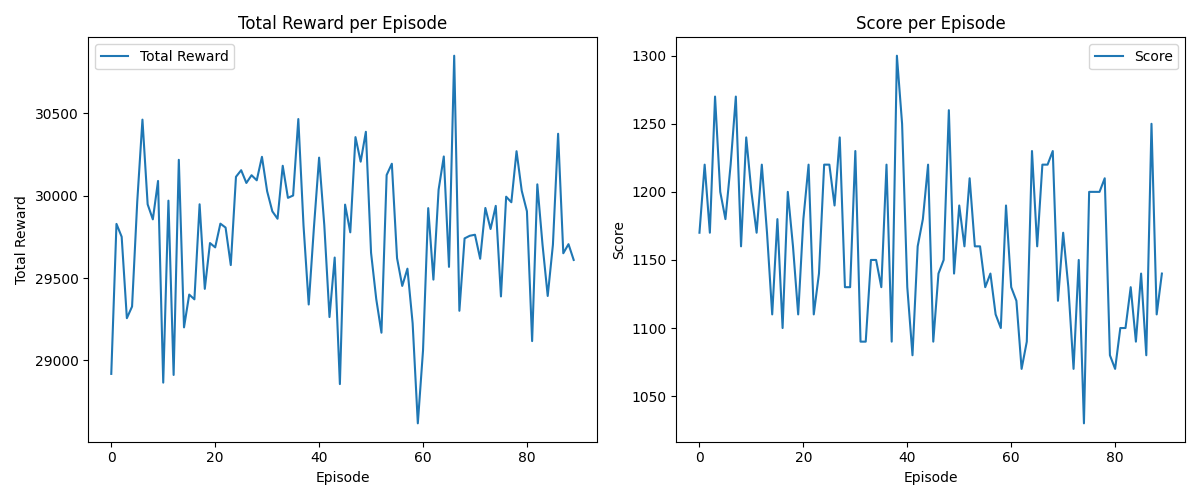 Total Reward per Episode
Total Reward
30500
30000
29500
29000
Total Reward
0 20 40 60 80
Episode
Score per Episode
Score
1300
1250
1200
1150
1100
1050
Score
0 20 40 60 80
Episode